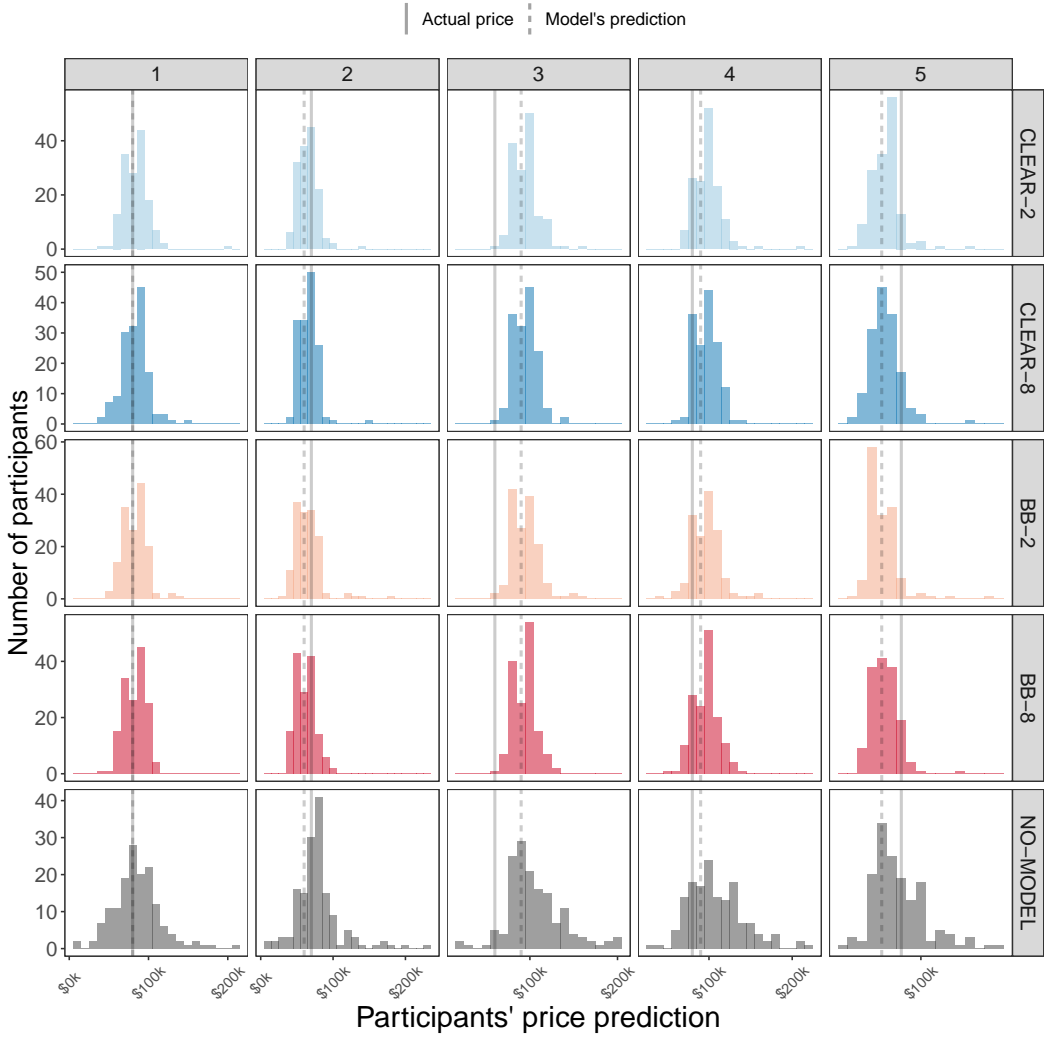 Actual price Model's prediction
1 2 3 4 5
Number of participants
0 20 40
CLEAR−2
0 10 20 30 40 50
CLEAR−8
0 20 40 60
BB−2
0 20 40
BB−8
0 10 20 30 40
NO−MODEL
$0k $100k $200k $0k $100k $200k $100k $200k $100k $200k $100k
Participants' price prediction